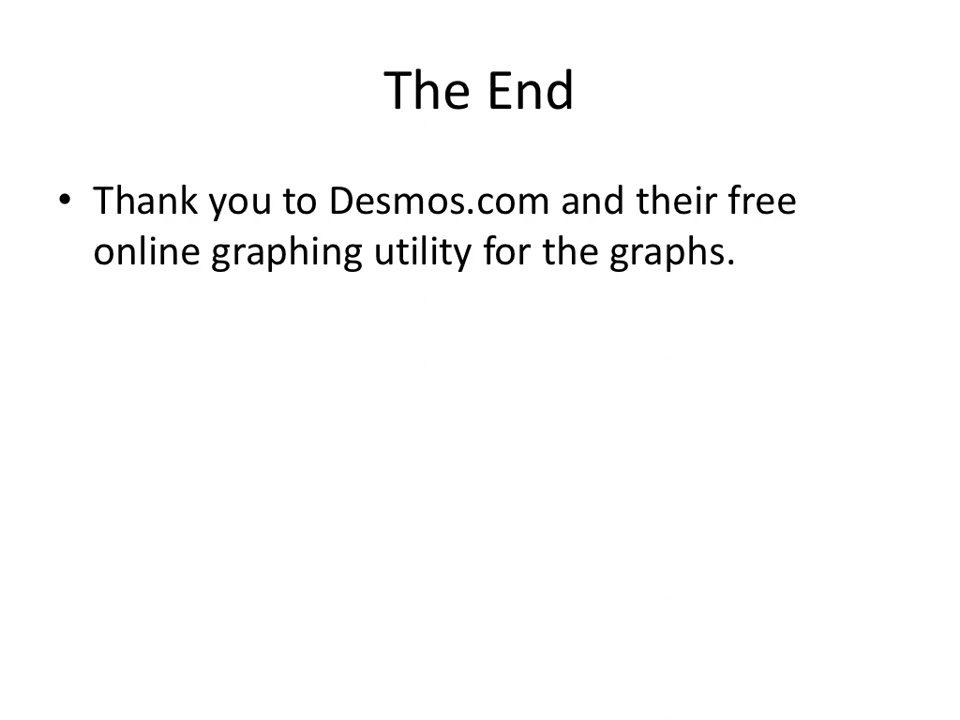 The End
• Thank you to Desmos.com and their free
online graphing utility for the graphs.